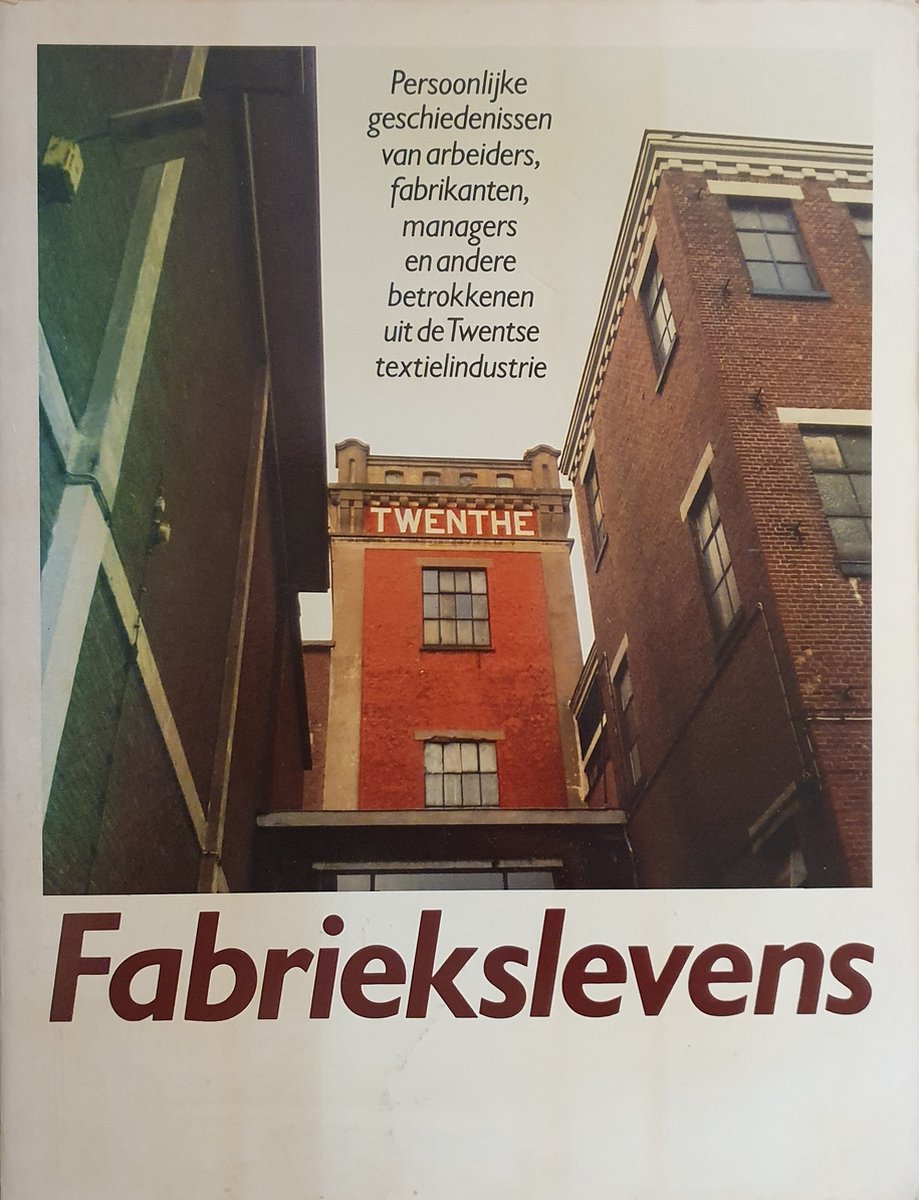 Persoonlijke
geschiedenissen
van arbeiders,
fabrikanten,
managers
en andere
betrokkenen
uit de Twentse
textielindustrie
TWENTHE
Fabriekslevens